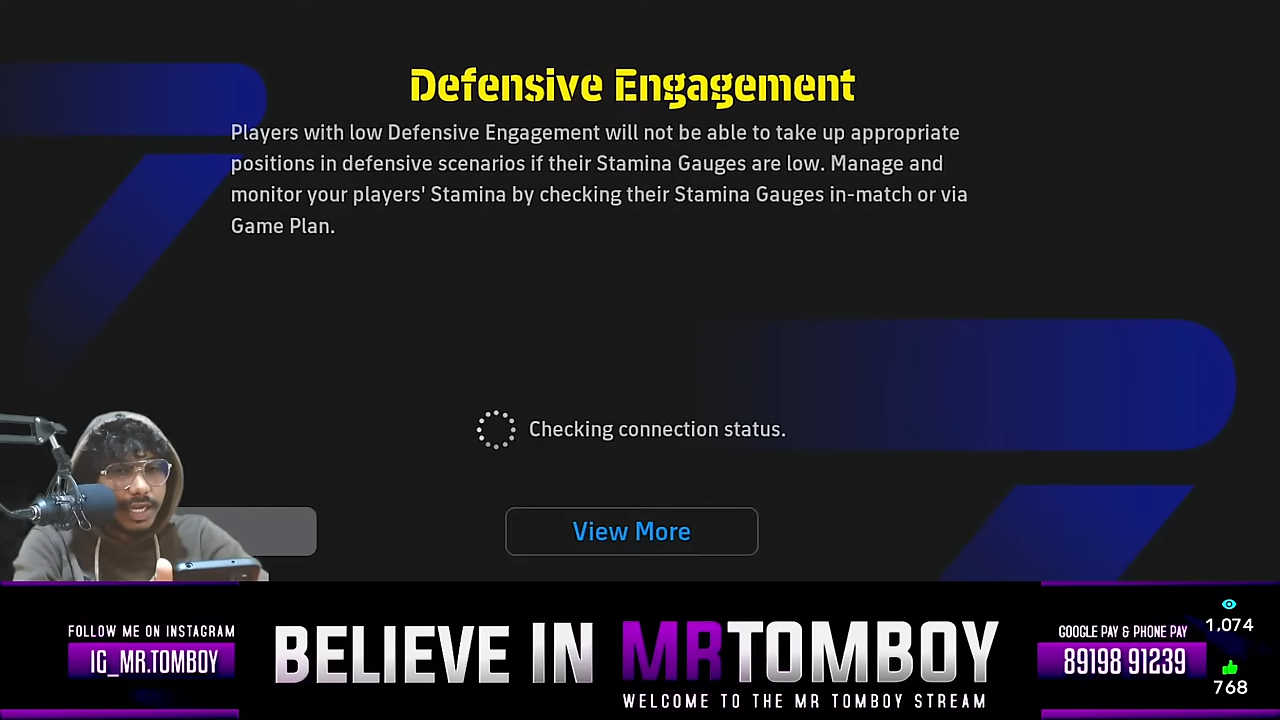 Defensive Engagement
Players with low Defensive Engagement will not be able to take up appropriate
positions in defensive scenarios if their Stamina Gauges are low. Manage and
monitor your players' Stamina by checking their Stamina Gauges in-match or via
Game Plan.
Checking connection status.
View More
FOLLOW ME ON INSTAGRAM
IG_MR.TOMBOY
BELIEVE IN MRTOMBOY
WELCOME TO THE MR TOMBOY STREAM
GOOGLE PAY & PHONE PAY
89198 91239
1,074
768